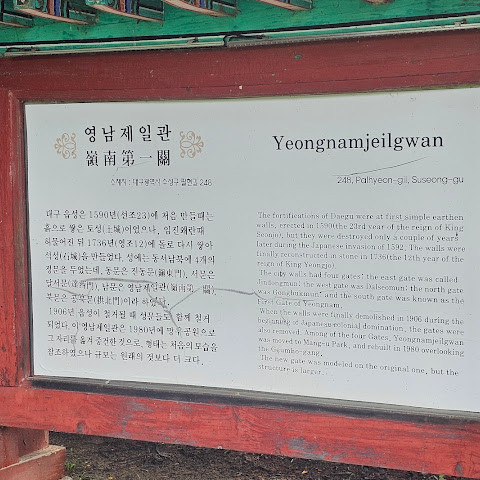 영남제일관
嶺南第一關
소재지 : 대구광역시 수성구 팔현길 248
대구 읍성은 1590년(선조23)에 처음 만들때는
흙으로 쌓은 토성(土城)이었으나, 임진왜란때
허물어진 뒤 1736년(영조12)에 돌로 다시 쌓아
석성(石城)을 만들었다. 성에는 동서남북에 4개의
정문을 두었는데, 동문은 진동문(鎭東門), 서문은
달서문(達西門), 남문은 영남제일관(嶺南第一關)
북문은 공북문(拱北門)이라 하였다.
1906년 읍성이 철거될 때 성문들도 함께 철거
되었다. 이 영남제일관은 1980에 망우공원으로
그 자리를 옮겨 중건한 것으로, 형태는 처음의 모습을
참조하였으나 규모는 원래의 것보다 더 크다.
Yeongnamjeilgwan
248, Palhyeon-gil, Suseong-gu
The fortifications of Daegu were at first simple earthen
walls, erected in 1590(the 23rd year of the reign of King
Seonjo), but they were destroyed only a couple of years
later during the Japanese invasion of 1592. The walls were
finally reconstructed in stone in 1736(the 12th year of the
reign of King Yeongjo).
The city walls had four gates: the east gate was called
the west gate was Dalseomun, the north gate
was and the south gate was known as the
First Gate of Yeongnam.
When the walls were finally demolished in 1906 during the
beginning of Japanese colonial domination, the gates were
also removed. Among of the four Gates, Yeongnamjeilgwan
was moved to Mang-u Park, and rebuilt in 1980 overlooking
the Geumho-gang.
The new gate was modeled on the original one, but the
structure is larger.